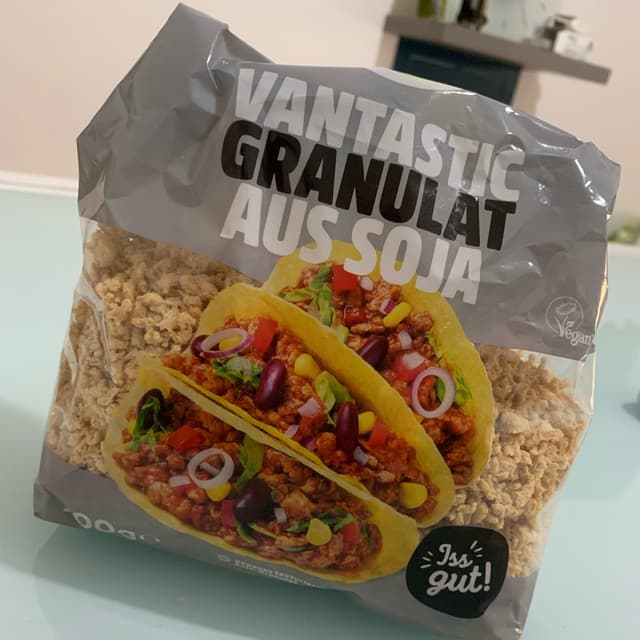 VANTASTIC
GRANULAT
AUS SOJA
Vegan
Iss'
gut!